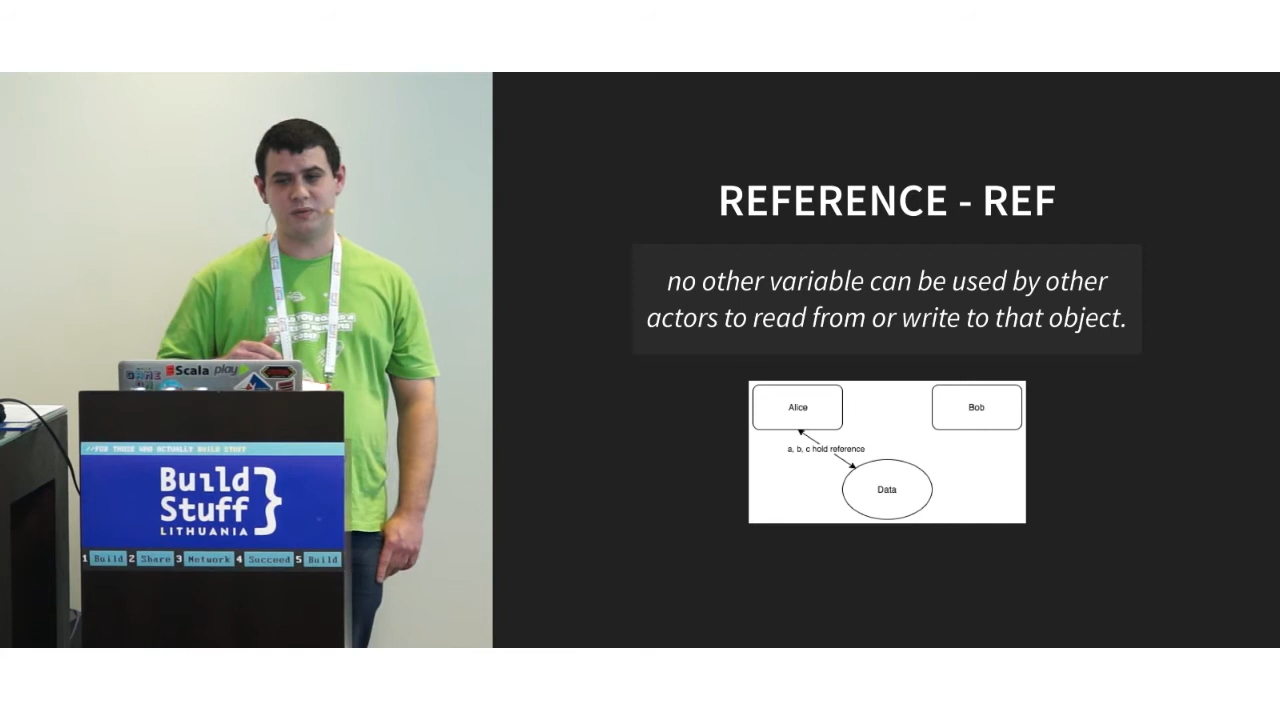 REFERENCE - REF
no other variable can be used by other
actors to read from or write to that object.
Alice
Bob
a, b, c hold reference
Data
Scala play
//FOR THOSE WHO ACTUALLY BUILD STUFF
Build
Stuff }
LITHUANIA
1 Build 2 Share 3 Network 4 Succeed 5 Build